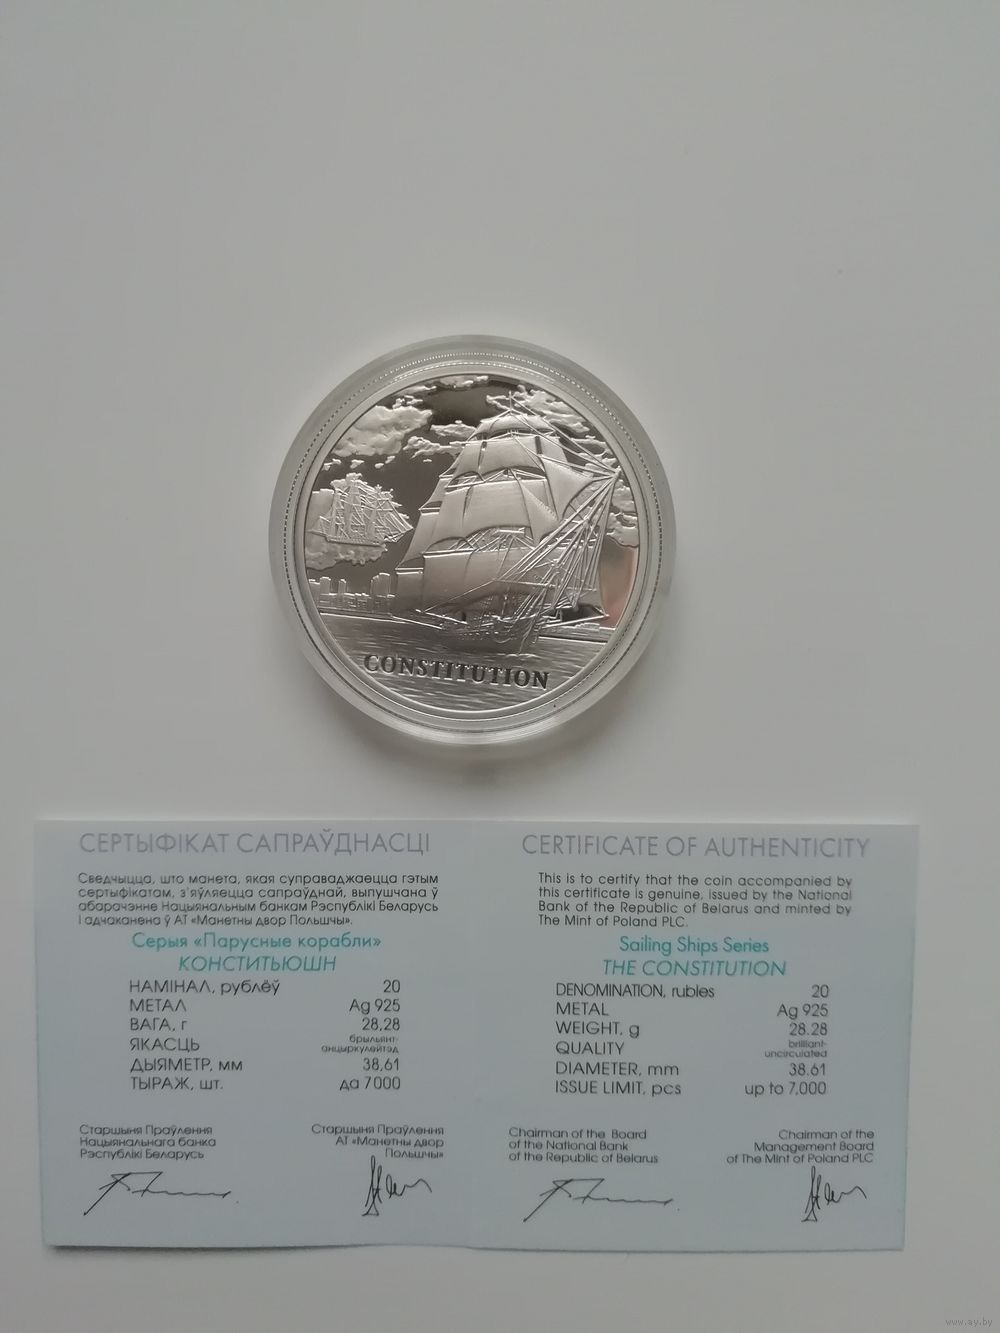 CONSTITUTION
СЕРТЫФІКАТ САПРАЎДНАСЦІ
Сведчыцца, што манета, якая суправаджаецца гэтым
сертыфікатам, з'яўляецца сапраўднай, выпушчана ў
абарачэнне Нацыянальным банкам Рэспублікі Беларусь
і адчаканена ў АТ «Манетны двор Польшчы».
Серыя «Парусные корабли»
КОНСТИТЬЮШН
НАМІНАЛ, рублёў 20
МЕТАЛ Ag 925
ВАГА, г 28,28
ЯКАСЦЬ брыльянт-
анцыркулейтэд
ДЫЯМЕТР, мм 38,61
ТЫРАЖ, шт. да 7000
Старшыня Праўлення
Нацыянальнага банка
Рэспублікі Беларусь
Старшыня Праўлення
АТ «Манетны двор
Польшчы»
CERTIFICATE OF AUTHENTICITY
This is to certify that the coin accompanied by
this certificate is genuine, issued by the National
Bank of the Republic of Belarus and minted by
The Mint of Poland PLC.
Sailing Ships Series
THE CONSTITUTION
DENOMINATION, rubles 20
METAL Ag 925
WEIGHT, g 28.28
QUALITY brilliant-
uncirculated
DIAMETER, mm 38.61
ISSUE LIMIT, pcs up to 7,000
Chairman of the Board
of the National Bank
of the Republic of Belarus
Chairman of the
Management Board
of The Mint of Poland PLC
www.ay.by